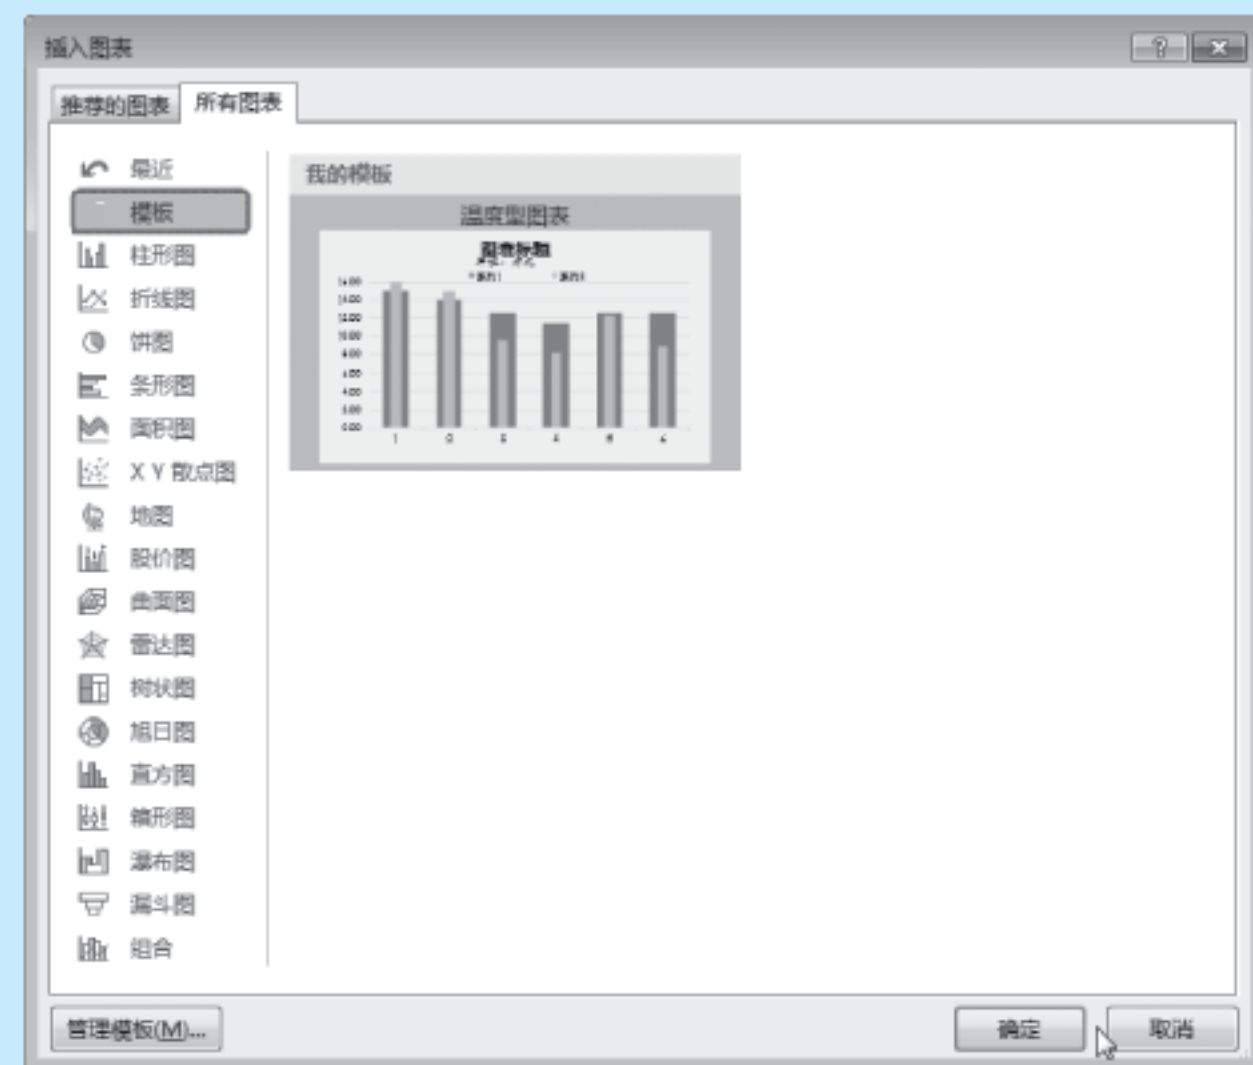 插入图表
推荐的图表 所有图表
最近
模板
柱形图
折线图
饼图
条形图
面积图
X Y 散点图
地图
股价图
曲面图
雷达图
树状图
旭日图
直方图
箱形图
瀑布图
漏斗图
组合
我的模板
温度型图表
图表标题
管理模板(M)...
确定
取消